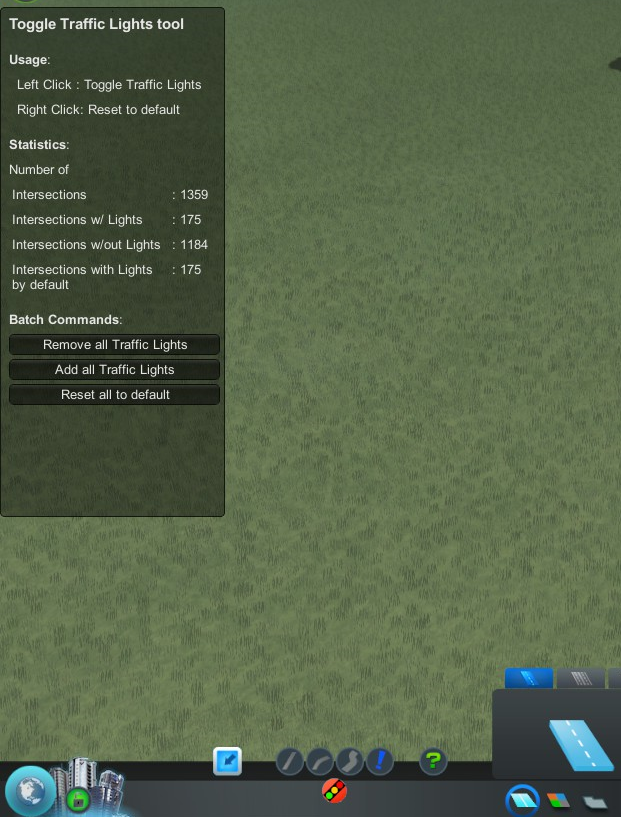 Toggle Traffic Lights tool
Usage:
Left Click : Toggle Traffic Lights
Right Click: Reset to default
Statistics:
Number of
Intersections : 1359
Intersections w/ Lights : 175
Intersections w/out Lights : 1184
Intersections with Lights : 175
by default
Batch Commands:
Remove all Traffic Lights
Add all Traffic Lights
Reset all to default
! ?